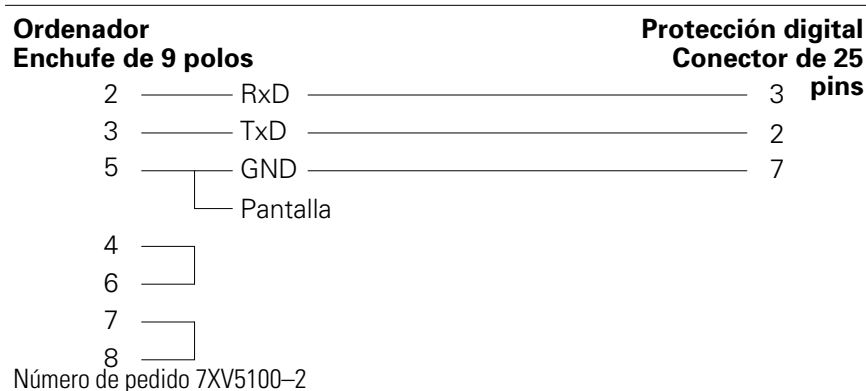 Ordenador Protección digital
Enchufe de 9 polos Conector de 25
pins
2 RxD 3
3 TxD 2
5 GND 7
Pantalla
4
6
7
8
Número de pedido 7XV5100–2